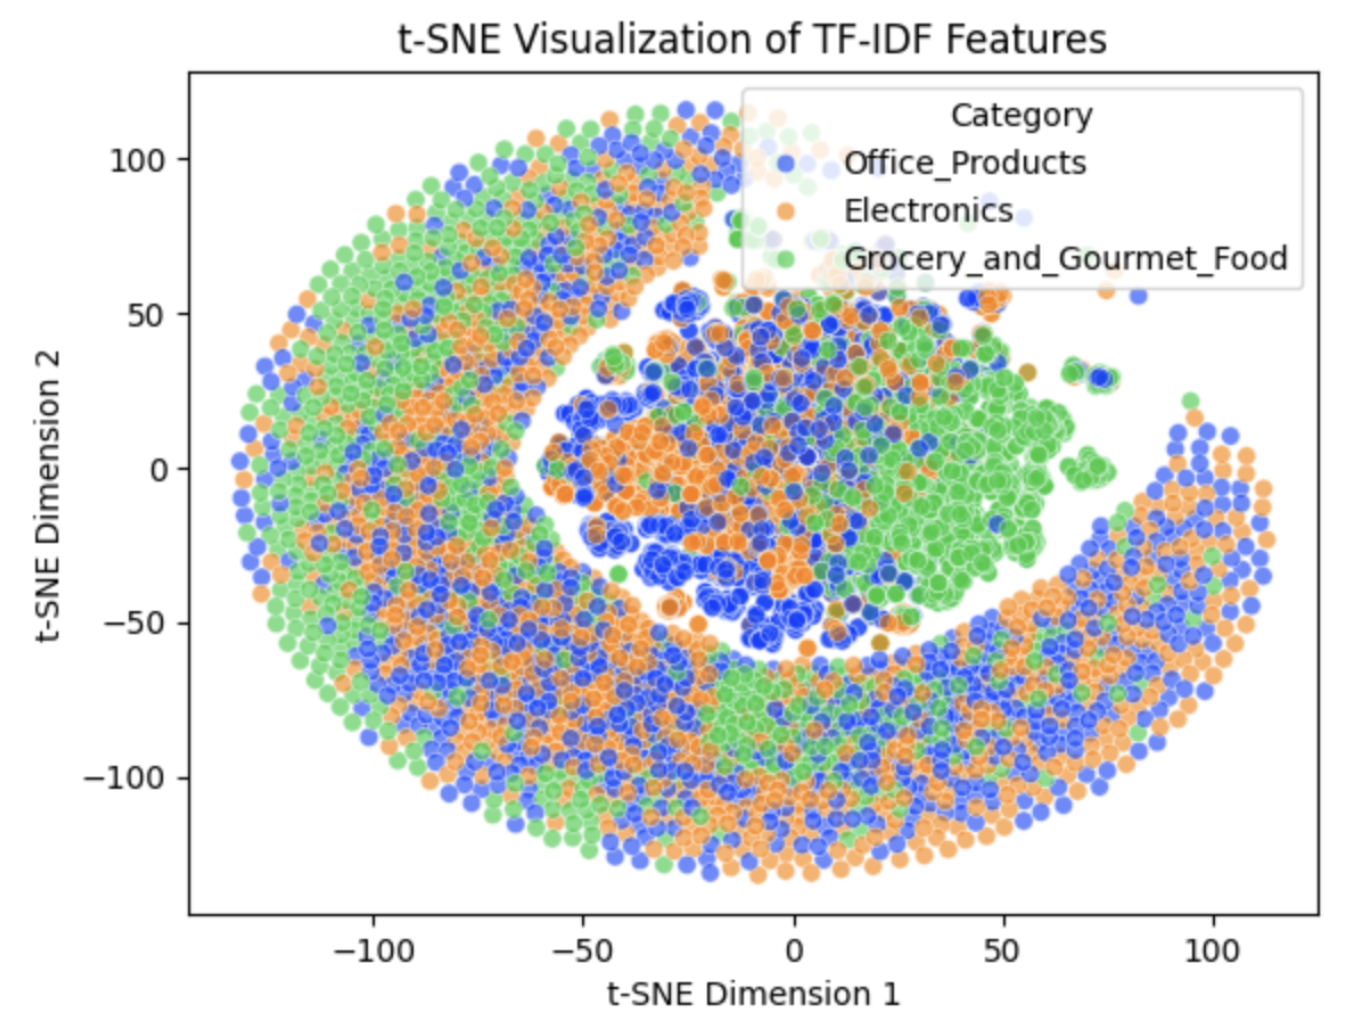 t-SNE Visualization of TF-IDF Features
Category
Office_Products
Electronics
Grocery_and_Gourmet_Food
100
50
0
−50
−100
t-SNE Dimension 2
−100 −50 0 50 100
t-SNE Dimension 1